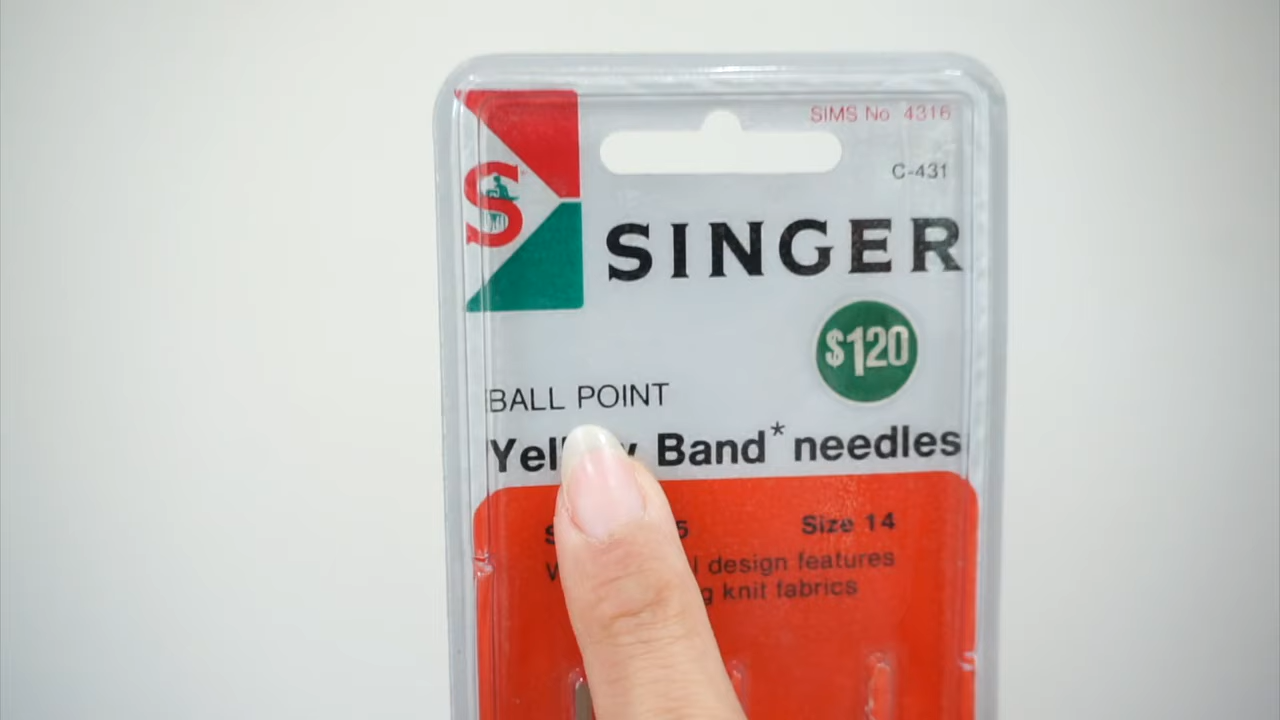 SIMS No 4316
C-431
S
SINGER
$120
BALL POINT
Band* needles
Size 14
design features
knit fabrics